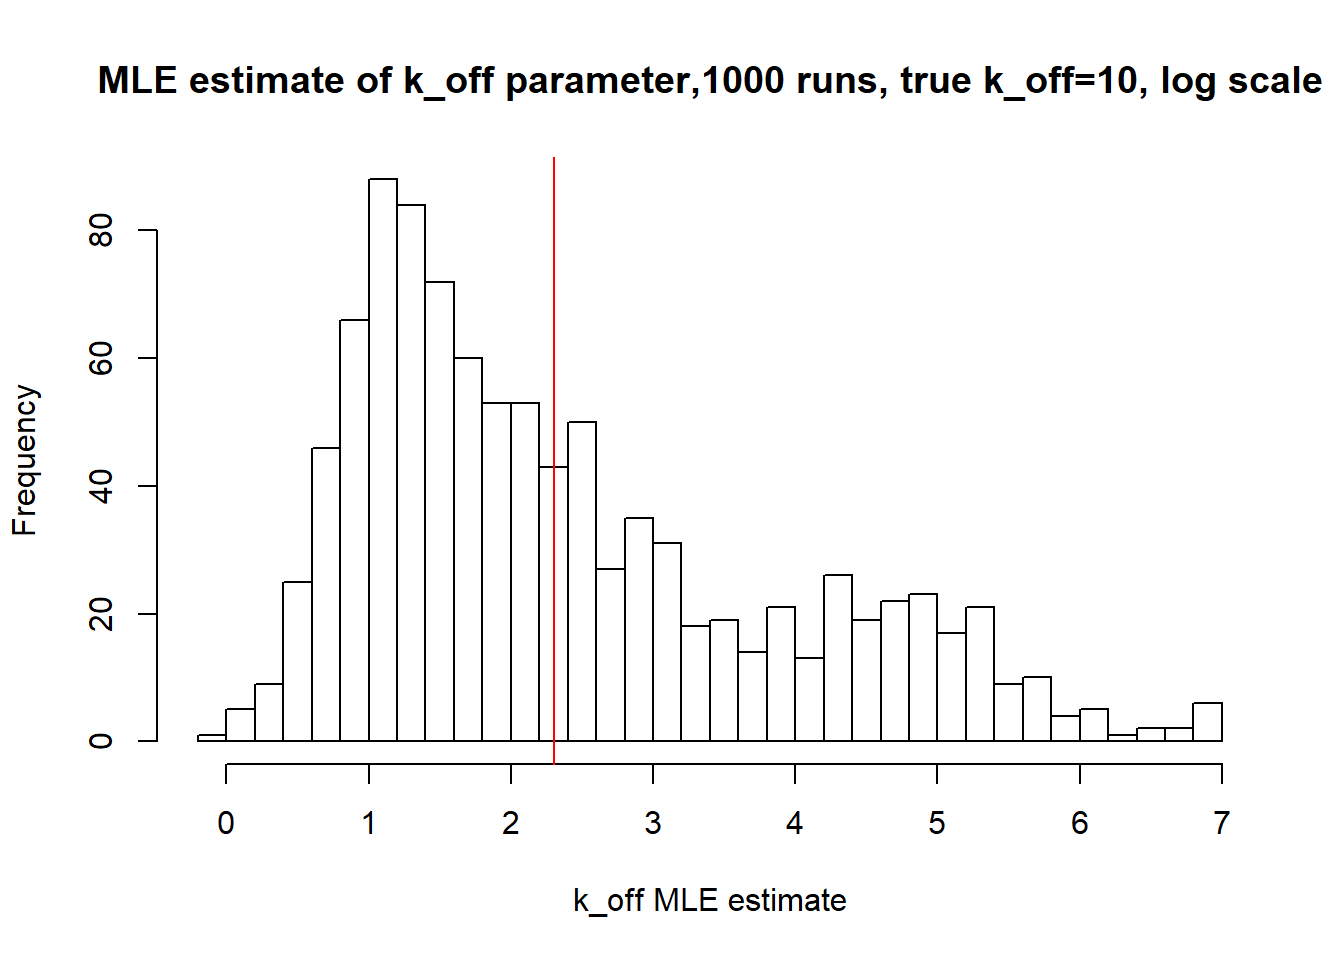 MLE estimate of k_off parameter,1000 runs, true k_off=10, log scale
Frequency
80
60
40
20
0
0 1 2 3 4 5 6 7
k_off MLE estimate